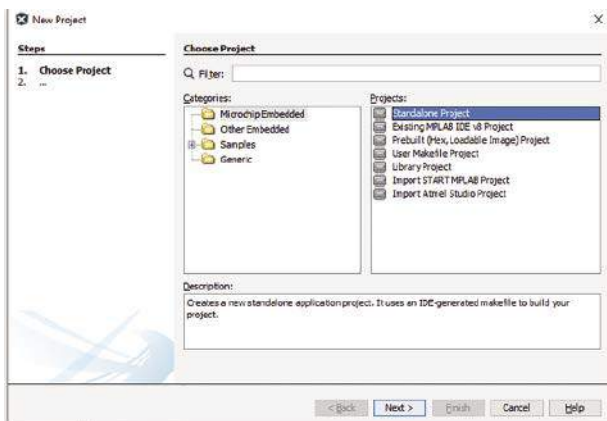 New Project
Steps
1. Choose Project
2. ...
Choose Project
Filter:
Categories:
Microchip Embedded
Other Embedded
Samples
Generic
Projects:
Standalone Project
Existing MPLAB IDE v8 Project
Prebuilt (Hex, Loadable Image) Project
User Makefile Project
Library Project
Import START MPLAB Project
Import Atmel Studio Project
Description:
Creates a new standalone application project. It uses an IDE-generated makefile to build your
project.
< Back Next > Finish Cancel Help